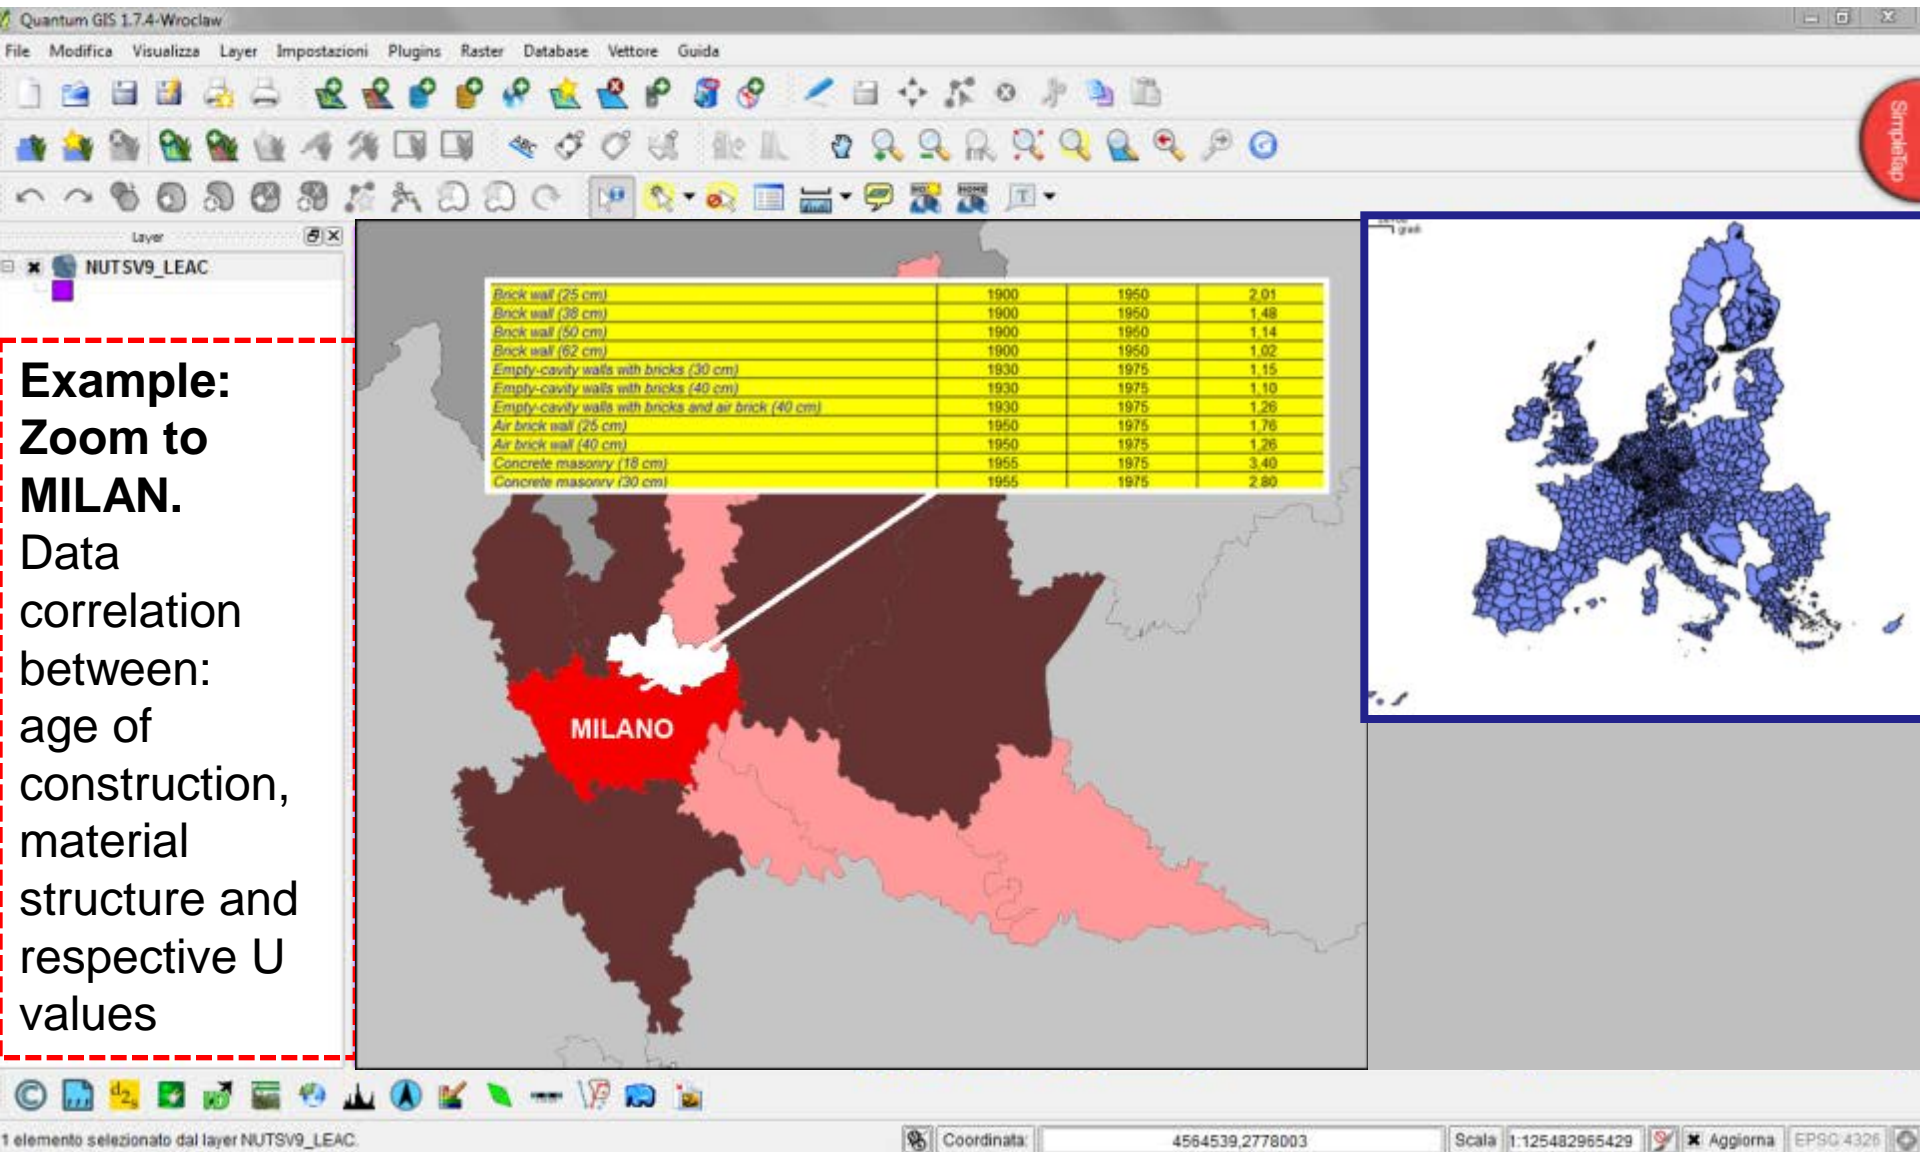 Quantum GIS 1.7.4-Wroclaw
File Modifica Visualizza Layer Impostazioni Plugins Raster Database Vettore Guida
SimpleTap
Layer
NUTSV9_LEAC
gradi
Brick wall (25 cm) 1900 1950 2,01
Brick wall (38 cm) 1900 1950 1,48
Brick wall (50 cm) 1900 1950 1,14
Brick wall (62 cm) 1900 1950 1,02
Empty-cavity walls with bricks (30 cm) 1930 1975 1,15
Empty-cavity walls with bricks (40 cm) 1930 1975 1,10
Empty-cavity walls with bricks and air brick (40 cm) 1930 1975 1,26
Air brick wall (25 cm) 1950 1975 1,76
Air brick wall (40 cm) 1950 1975 1,26
Concrete masonry (18 cm) 1955 1975 3,40
Concrete masonry (30 cm) 1955 1975 2,80
Example:
Zoom to
MILAN.
Data
correlation
between:
age of
construction,
material
structure and
respective U
values
MILANO
1 elemento selezionato dal layer NUTSV9_LEAC.
Coordinata: 4564539,2778003 Scala 1:125482965429 Aggiorna EPSG:4326